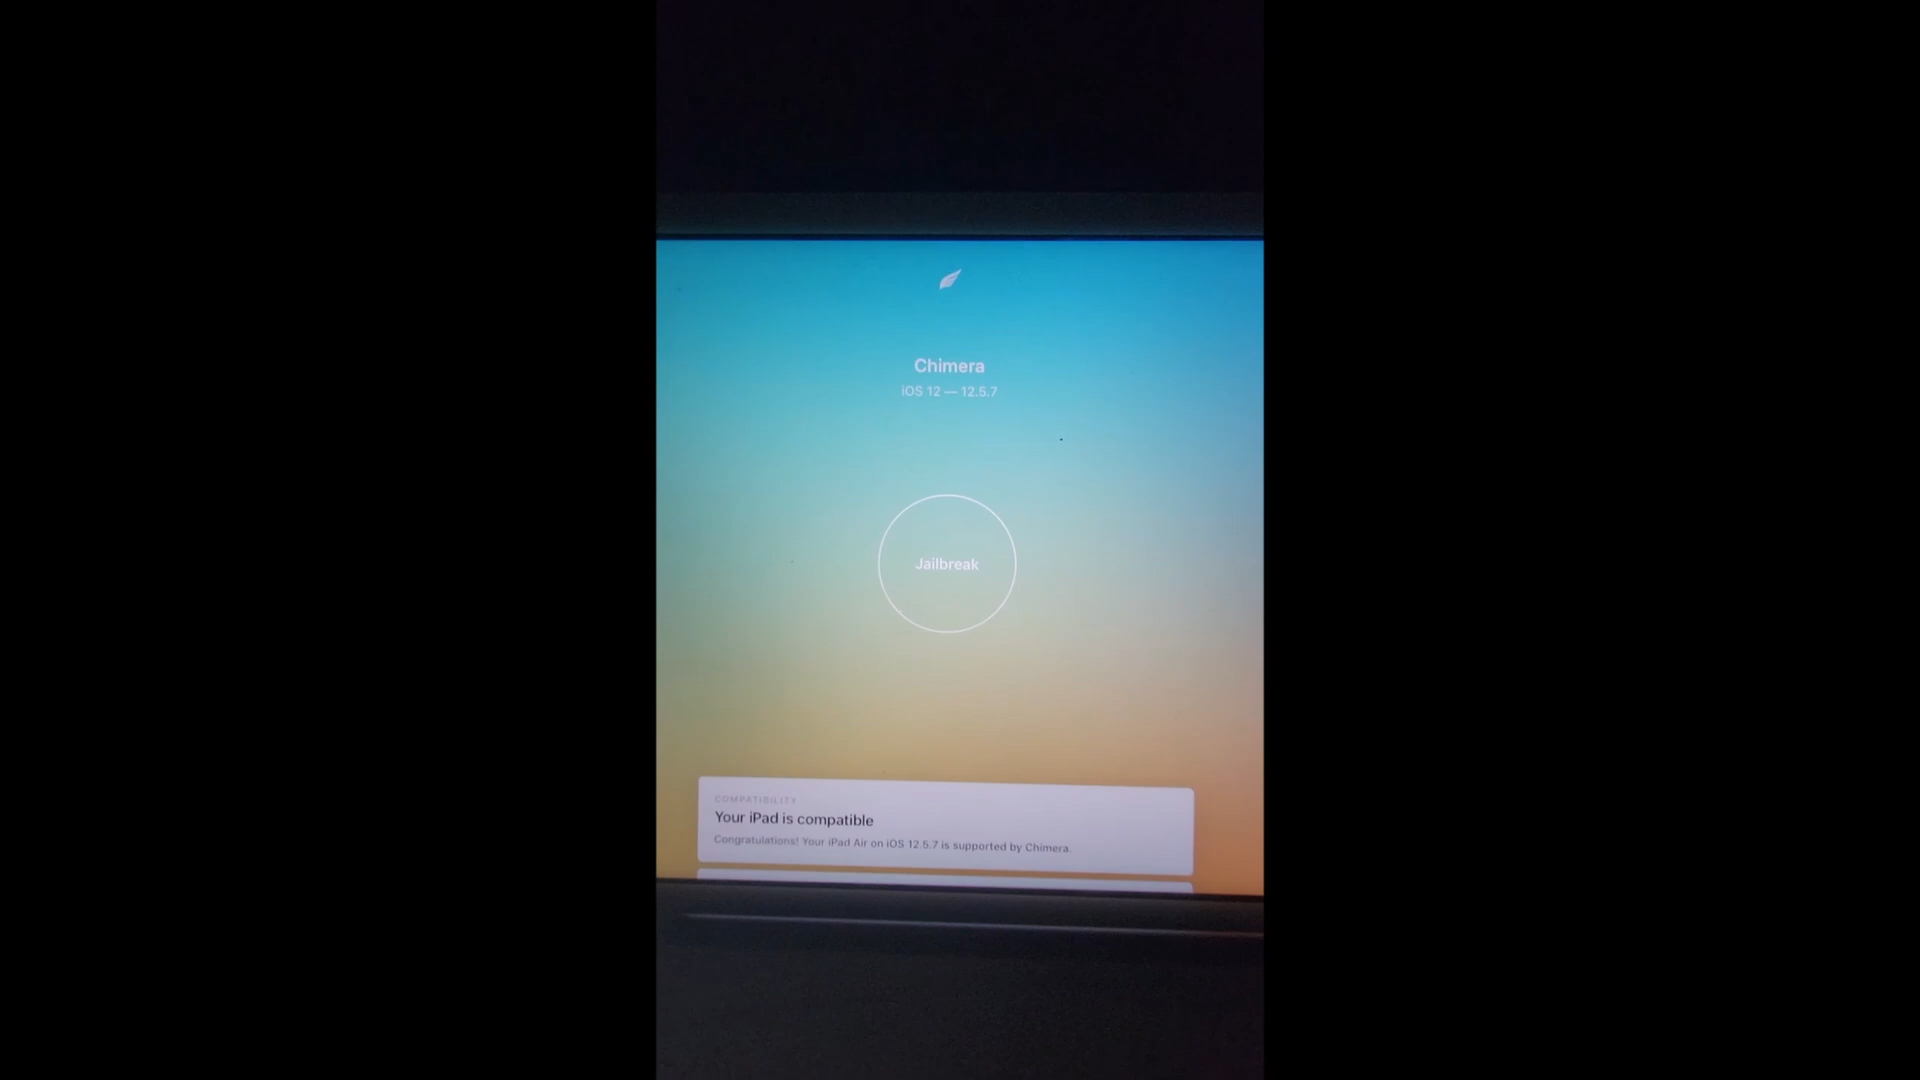 Chimera
iOS 12 — 12.5.7
Jailbreak
COMPATIBILITY
Your iPad is compatible
Congratulations! Your iPad Air on iOS 12.5.7 is supported by Chimera.